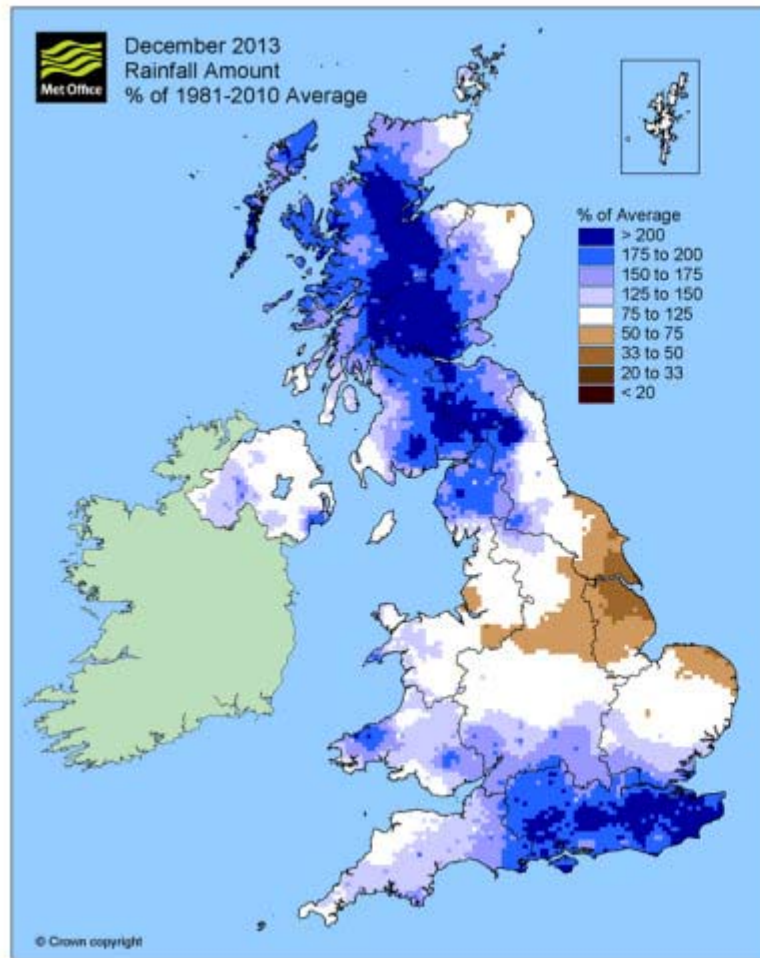 Met Office
December 2013
Rainfall Amount
% of 1981-2010 Average
% of Average
> 200
175 to 200
150 to 175
125 to 150
75 to 125
50 to 75
33 to 50
20 to 33
< 20
© Crown copyright